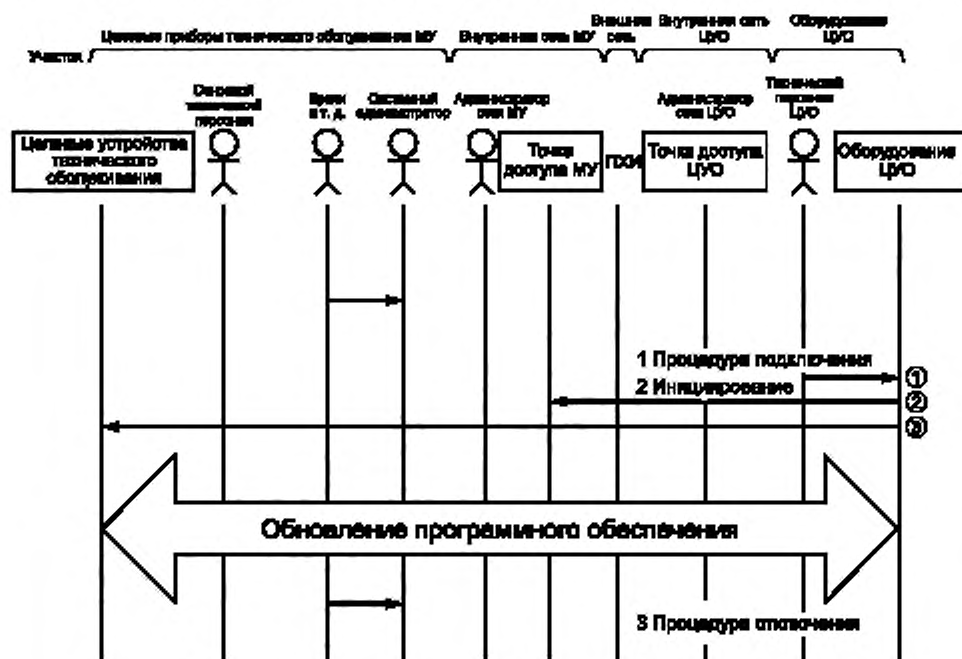 Внешняя Внутренняя сеть Оборудование
Целевые приборы технического обслуживания МУ Внутренняя сеть МУ сеть ЦУО ЦУО
Участок
Основной технический персонал
Врачи и т. д.
Системный администратор
Администратор сети МУ
Администратор сети ЦУО
Технический персонал ЦУО
Целевые устройства
технического
обслуживания
Точка
доступа МУ
ПХИ
Точка доступа
ЦУО
Оборудование
ЦУО
1 Процедура подключения
①
2 Инициирование
②
③
Обновление программного обеспечения
3 Процедура отключения